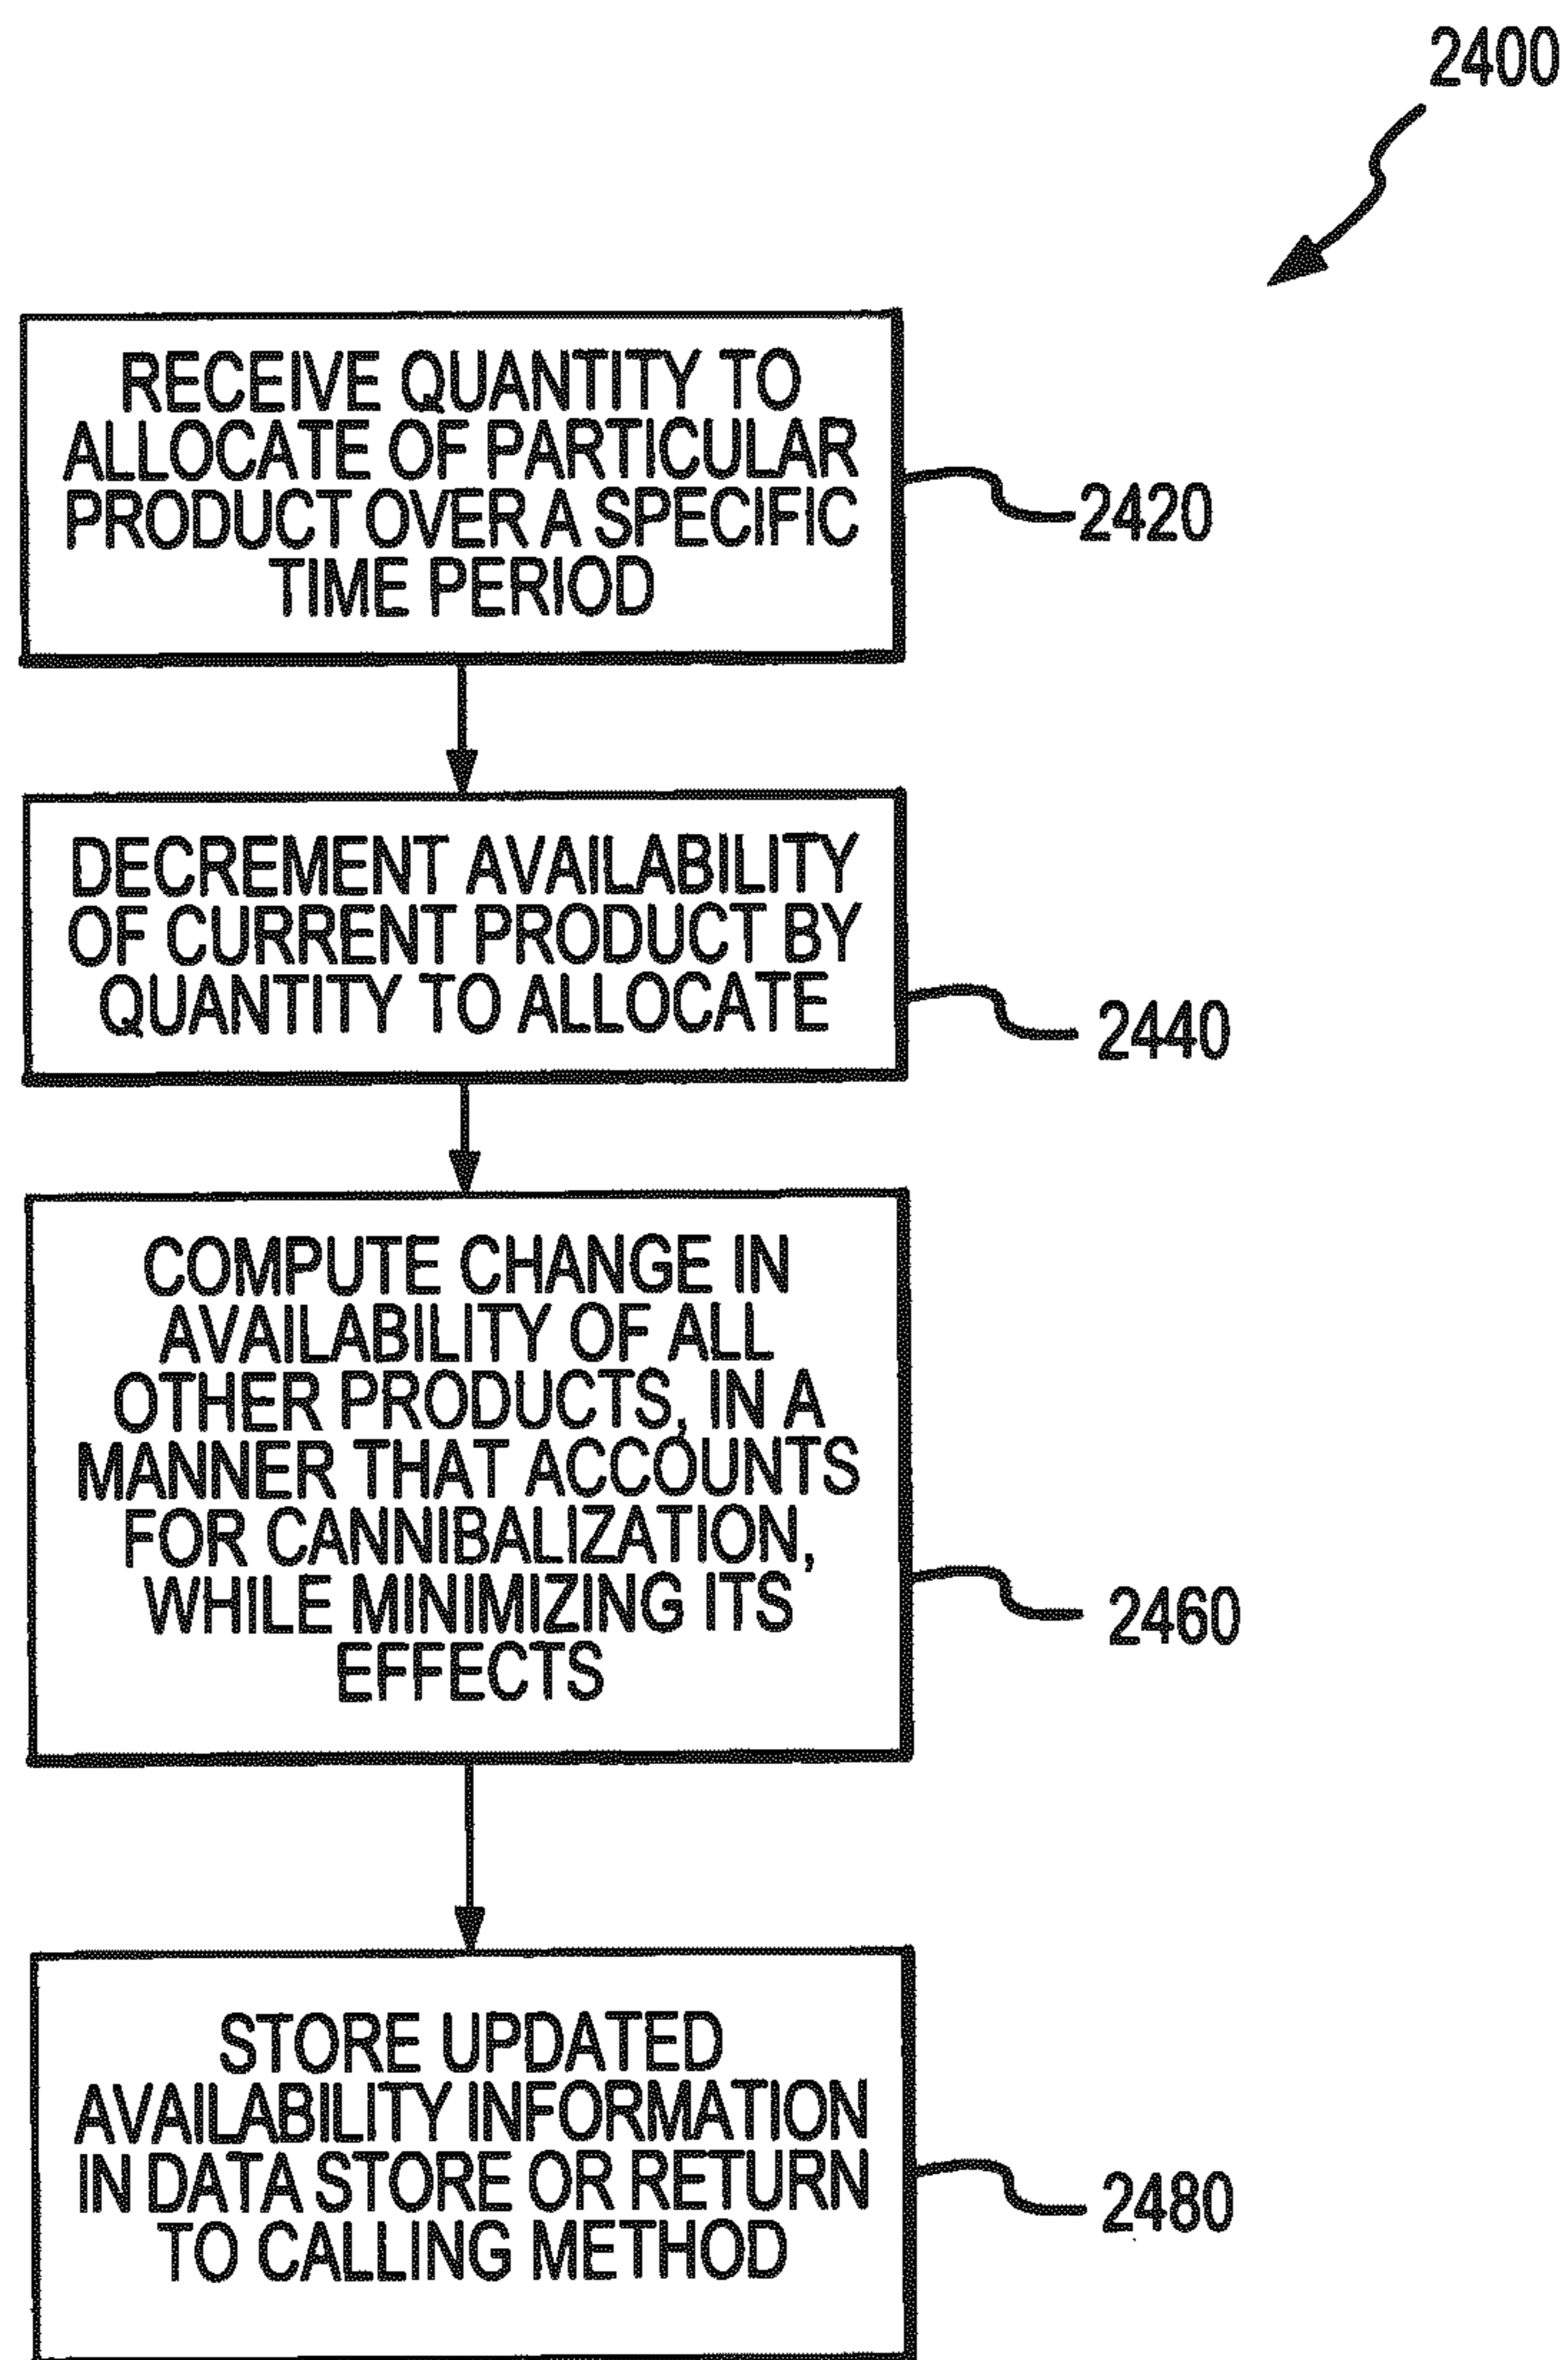 2400
RECEIVE QUANTITY TO
ALLOCATE OF PARTICULAR
PRODUCT OVER A SPECIFIC
TIME PERIOD
2420
DECREMENT AVAILABILITY
OF CURRENT PRODUCT BY
QUANTITY TO ALLOCATE
2440
COMPUTE CHANGE IN
AVAILABILITY OF ALL
OTHER PRODUCTS, IN A
MANNER THAT ACCOUNTS
FOR CANNIBALIZATION,
WHILE MINIMIZING ITS
EFFECTS
2460
STORE UPDATED
AVAILABILITY INFORMATION
IN DATA STORE OR RETURN
TO CALLING METHOD
2480